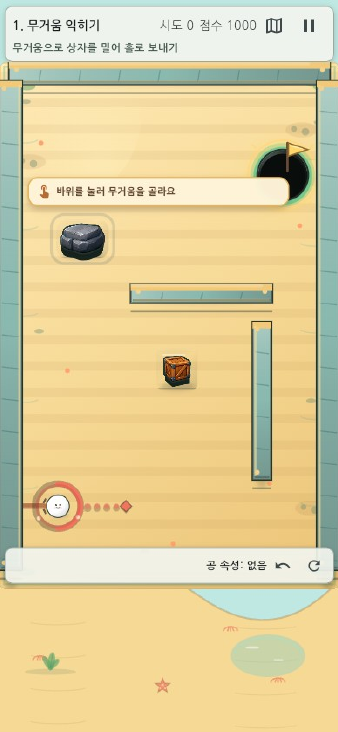 1. 무거움 익히기
시도 0 점수 1000
무거움으로 상자를 밀어 홀로 보내기
바위를 눌러 무거움을 골라요
공 속성: 없음